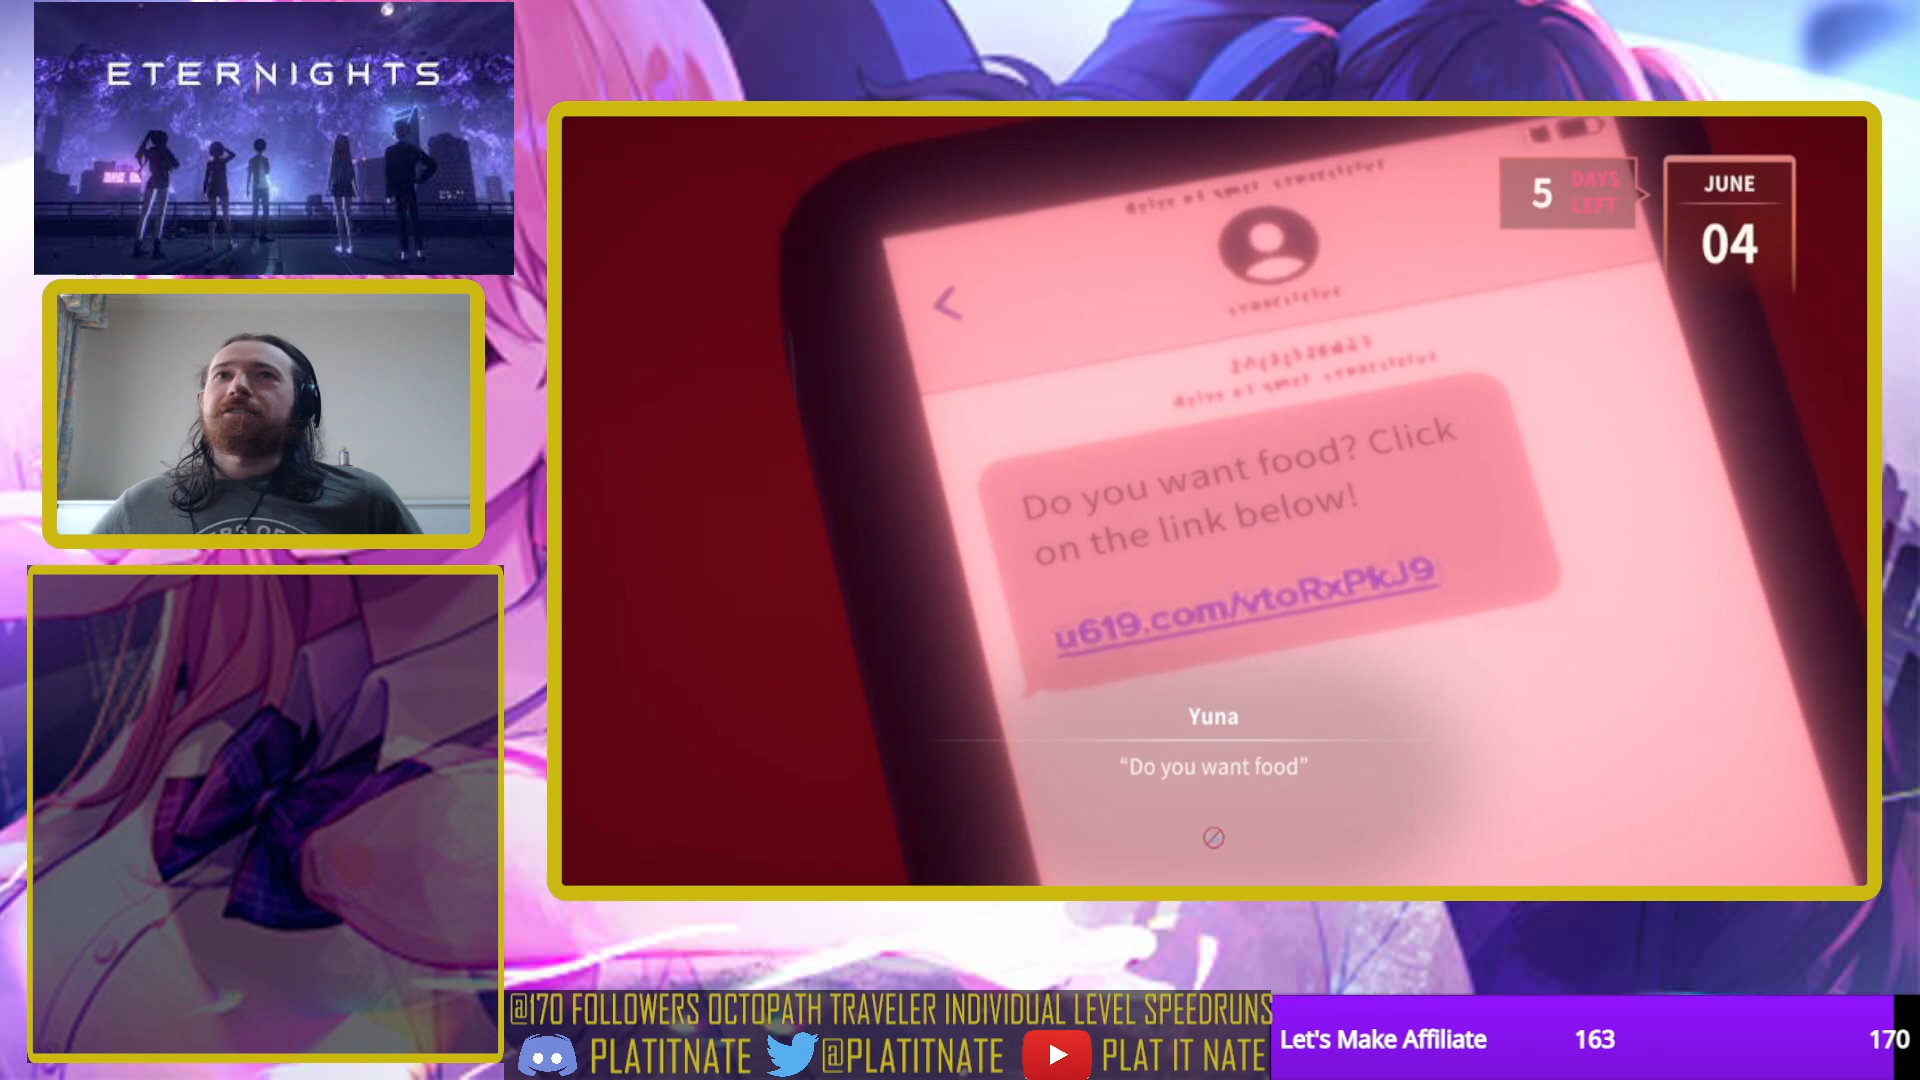 ETERNIGHTS
5 DAYS LEFT
JUNE
04
Do you want food? Click
on the link below!
u619.com/vtoRxPkJ9
Yuna
“Do you want food”
@170 FOLLOWERS OCTOPATH TRAVELER INDIVIDUAL LEVEL SPEEDRUNS
PLATITNATE @PLATITNATE PLAT IT NATE
Let's Make Affiliate 163 170